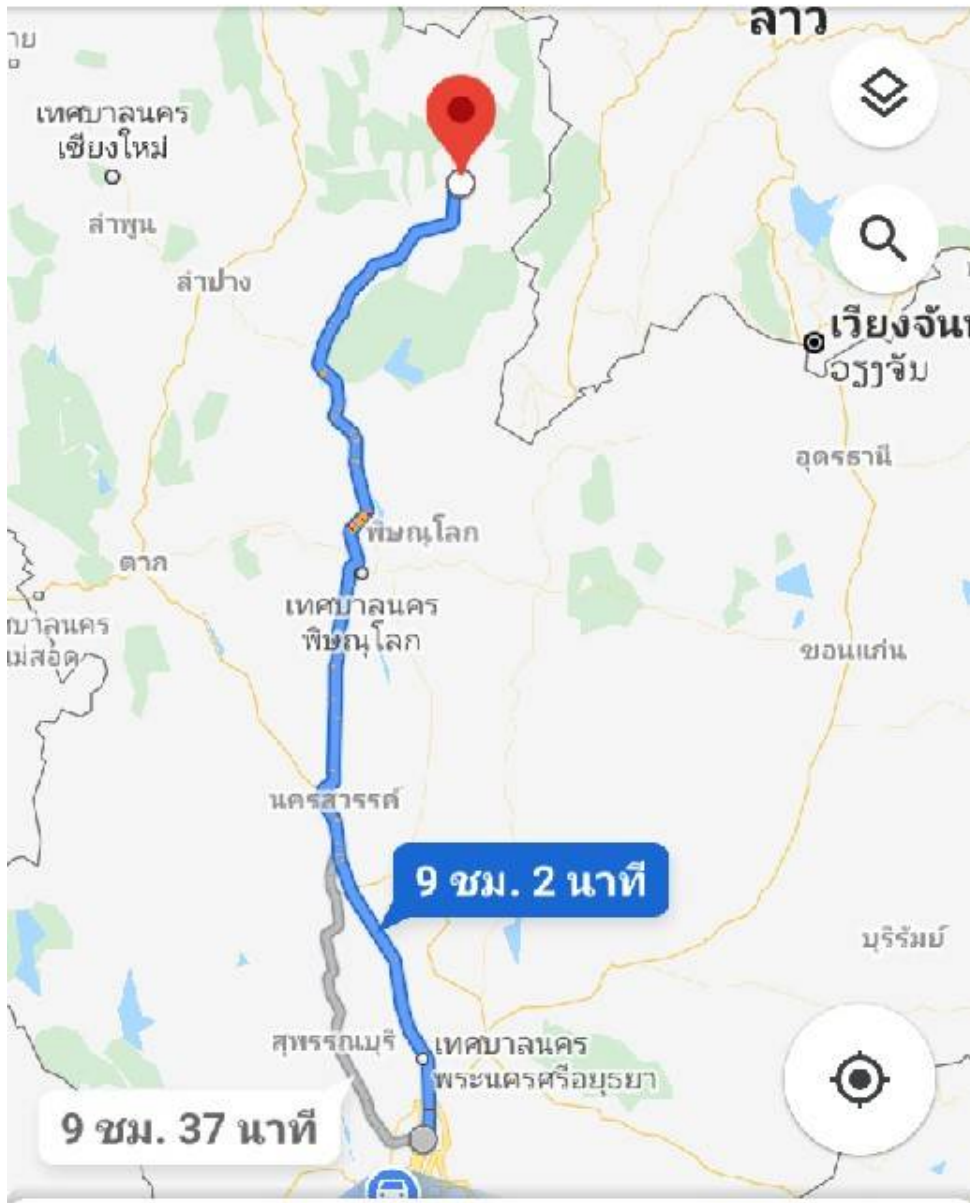 ลาว
เทศบาลนคร
เชียงใหม่
ลำพูน
ลำปาง
เวียงจันท
ວຽງຈັນ
อุดรธานี
พิษณุโลก
ตาก
เทศบาลนคร
พิษณุโลก
ขอนแก่น
นครสวรรค์
9 ชม. 2 นาที
บุรีรัมย์
สุพรรณบุรี
เทศบาลนคร
พระนครศรีอยุธยา
9 ชม. 37 นาที